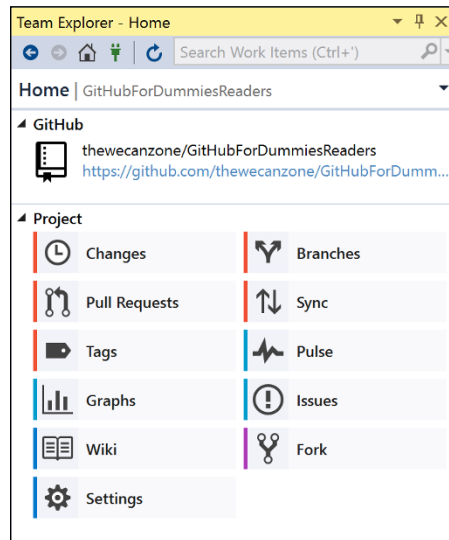 Team Explorer - Home
Search Work Items (Ctrl+')
Home | GitHubForDummiesReaders
GitHub
thewecanzone/GitHubForDummiesReaders
https://github.com/thewecanzone/GitHubForDumm...
Project
Changes
Branches
Pull Requests
Sync
Tags
Pulse
Graphs
Issues
Wiki
Fork
Settings